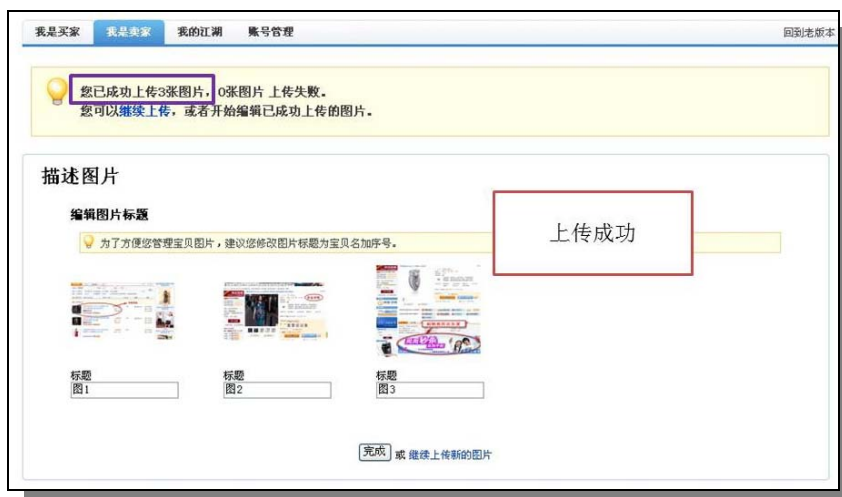 我是买家 我是卖家 我的江湖 账号管理 回到老版本
您已成功上传3张图片，0张图片 上传失败。
您可以继续上传，或者开始编辑已成功上传的图片。
描述图片
编辑图片标题
上传成功
为了方便您管理宝贝图片，建议您修改图片标题为宝贝名加序号。
标题 标题 标题
图1 图2 图3
完成 或 继续上传新的图片